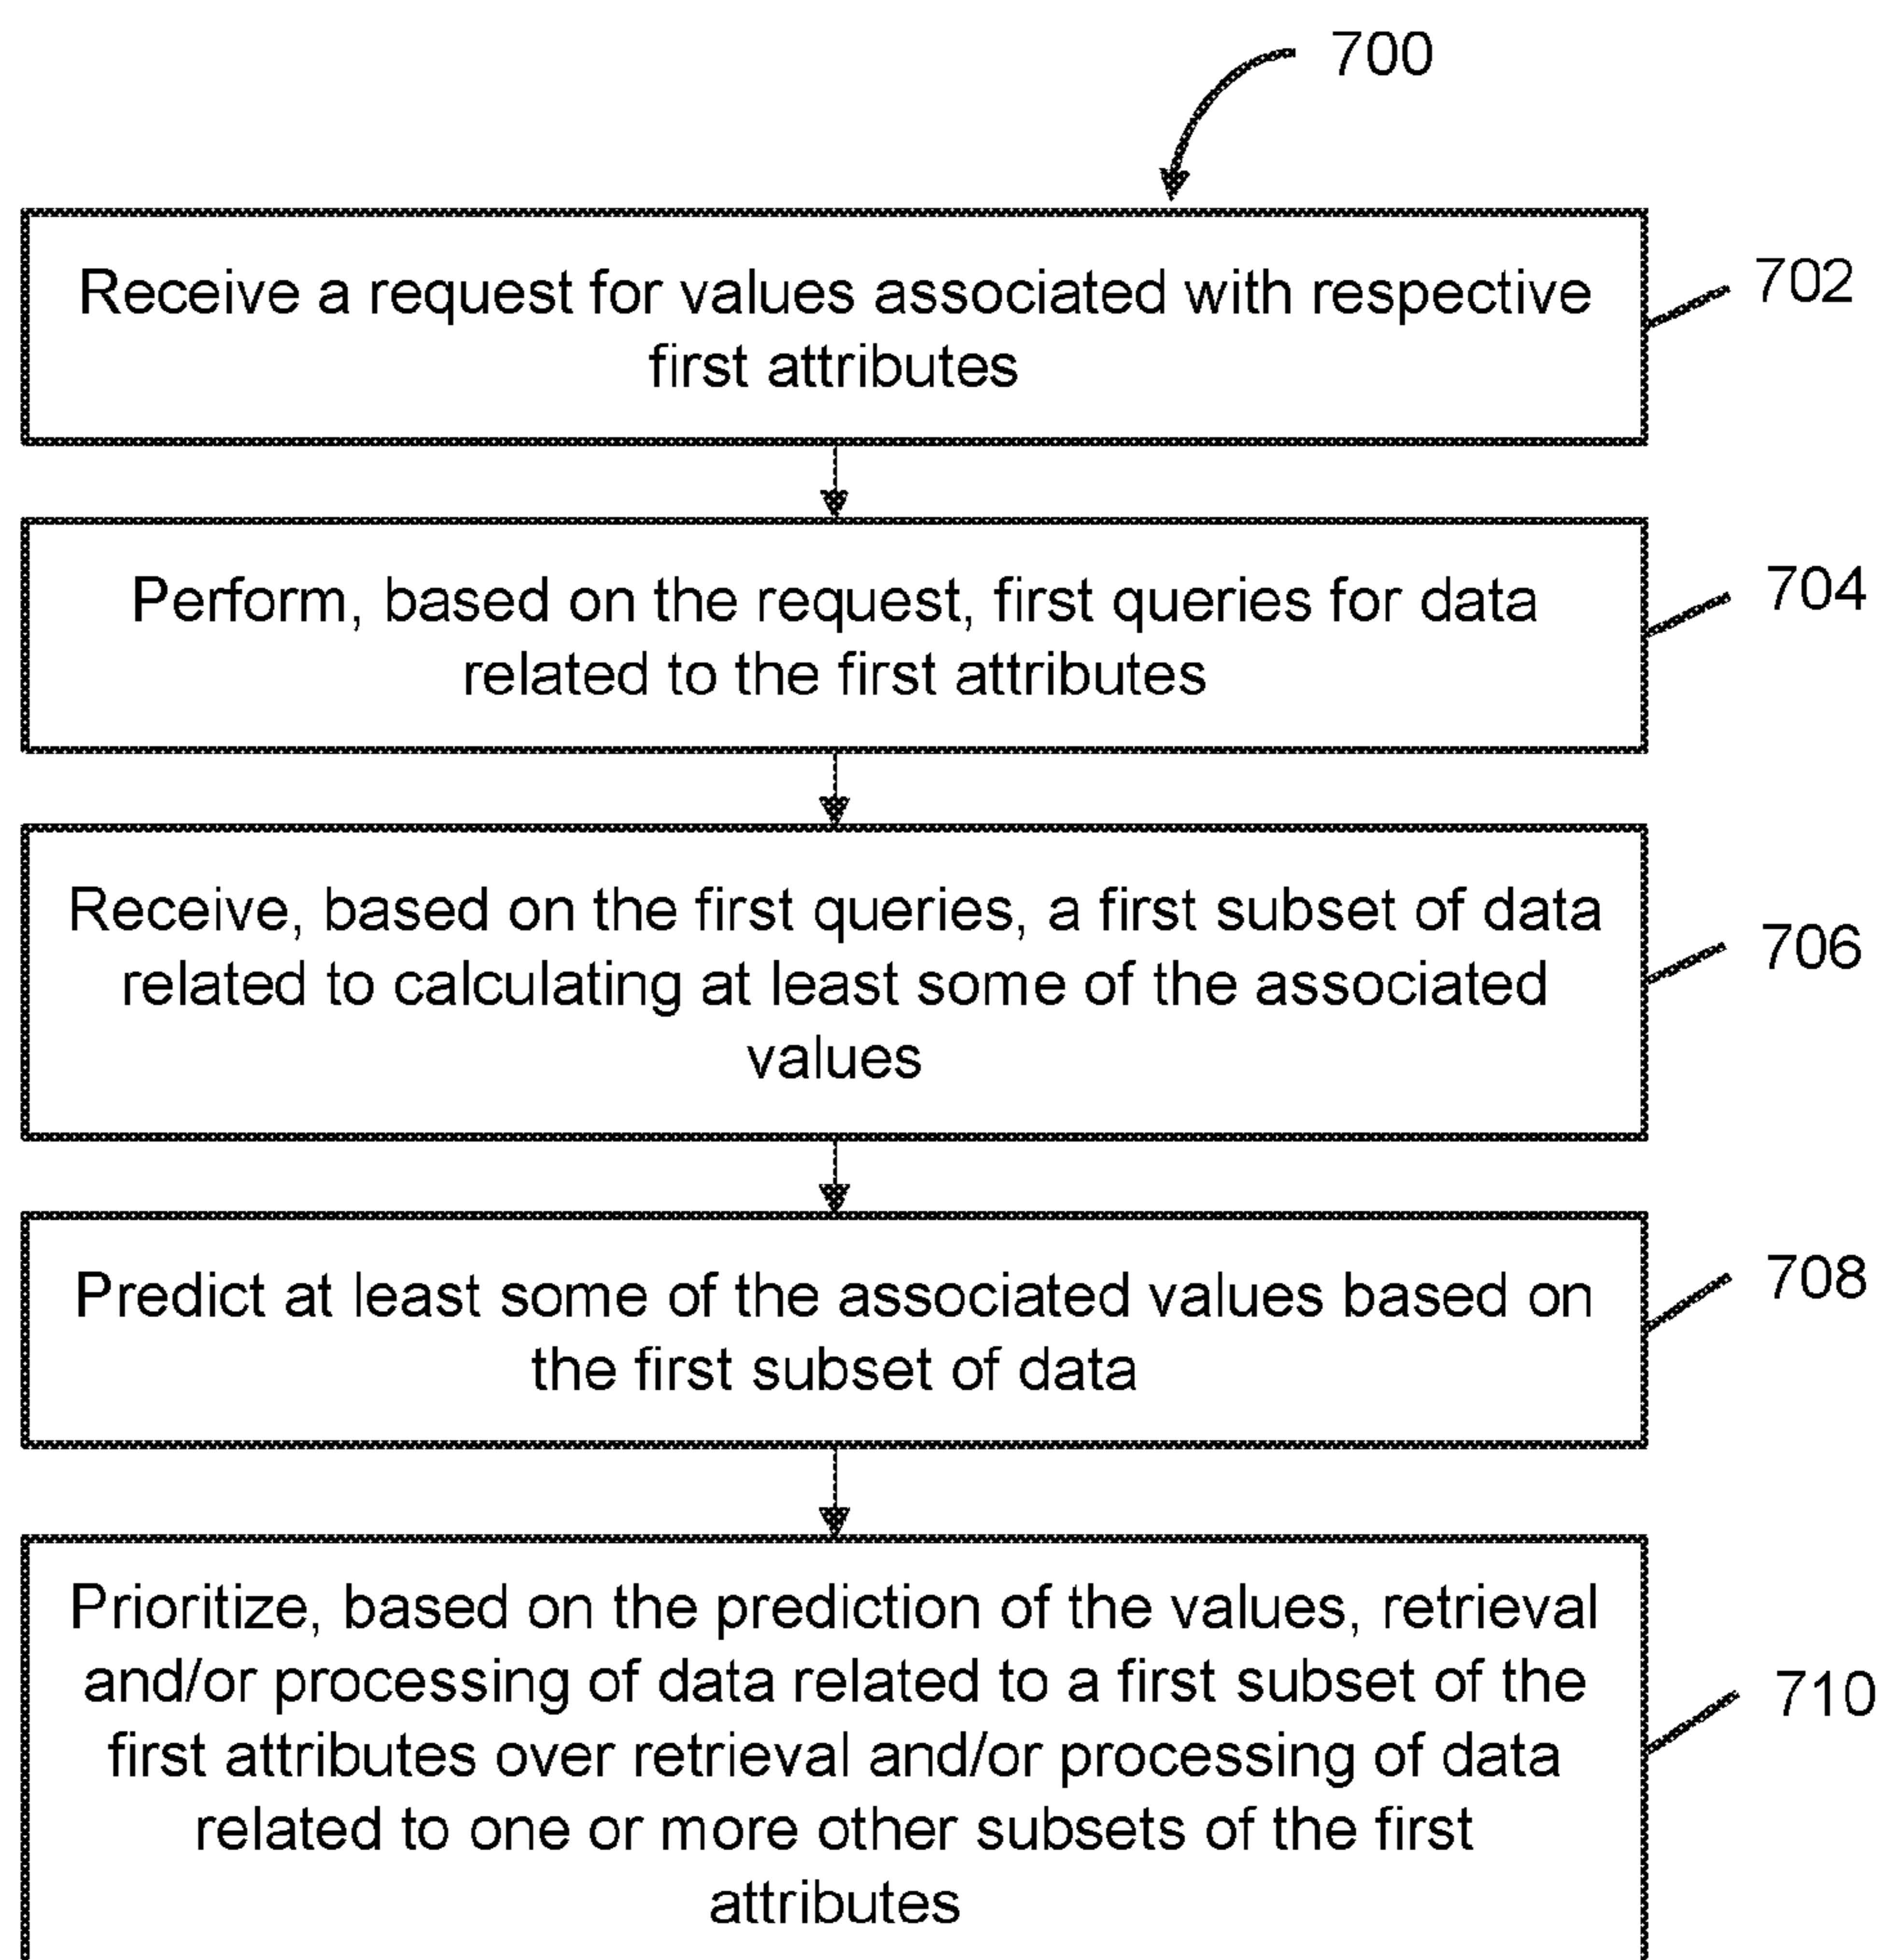 700
Receive a request for values associated with respective
first attributes
702
Perform, based on the request, first queries for data
related to the first attributes
704
Receive, based on the first queries, a first subset of data
related to calculating at least some of the associated
values
706
Predict at least some of the associated values based on
the first subset of data
708
Prioritize, based on the prediction of the values, retrieval
and/or processing of data related to a first subset of the
first attributes over retrieval and/or processing of data
related to one or more other subsets of the first
attributes
710